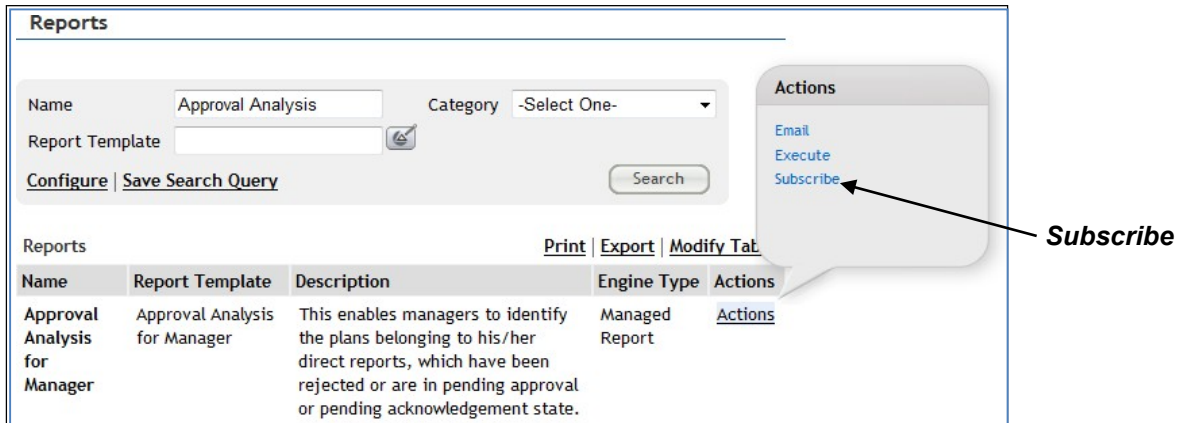 Reports
Name Approval Analysis Category -Select One-
Report Template
Configure | Save Search Query Search
Actions
Email
Execute
Subscribe
Subscribe
Reports Print | Export | Modify Tab
Name Report Template Description Engine Type Actions
Approval Approval Analysis This enables managers to identify Managed Actions
Analysis for Manager the plans belonging to his/her Report
for direct reports, which have been
Manager rejected or are in pending approval
or pending acknowledgement state.